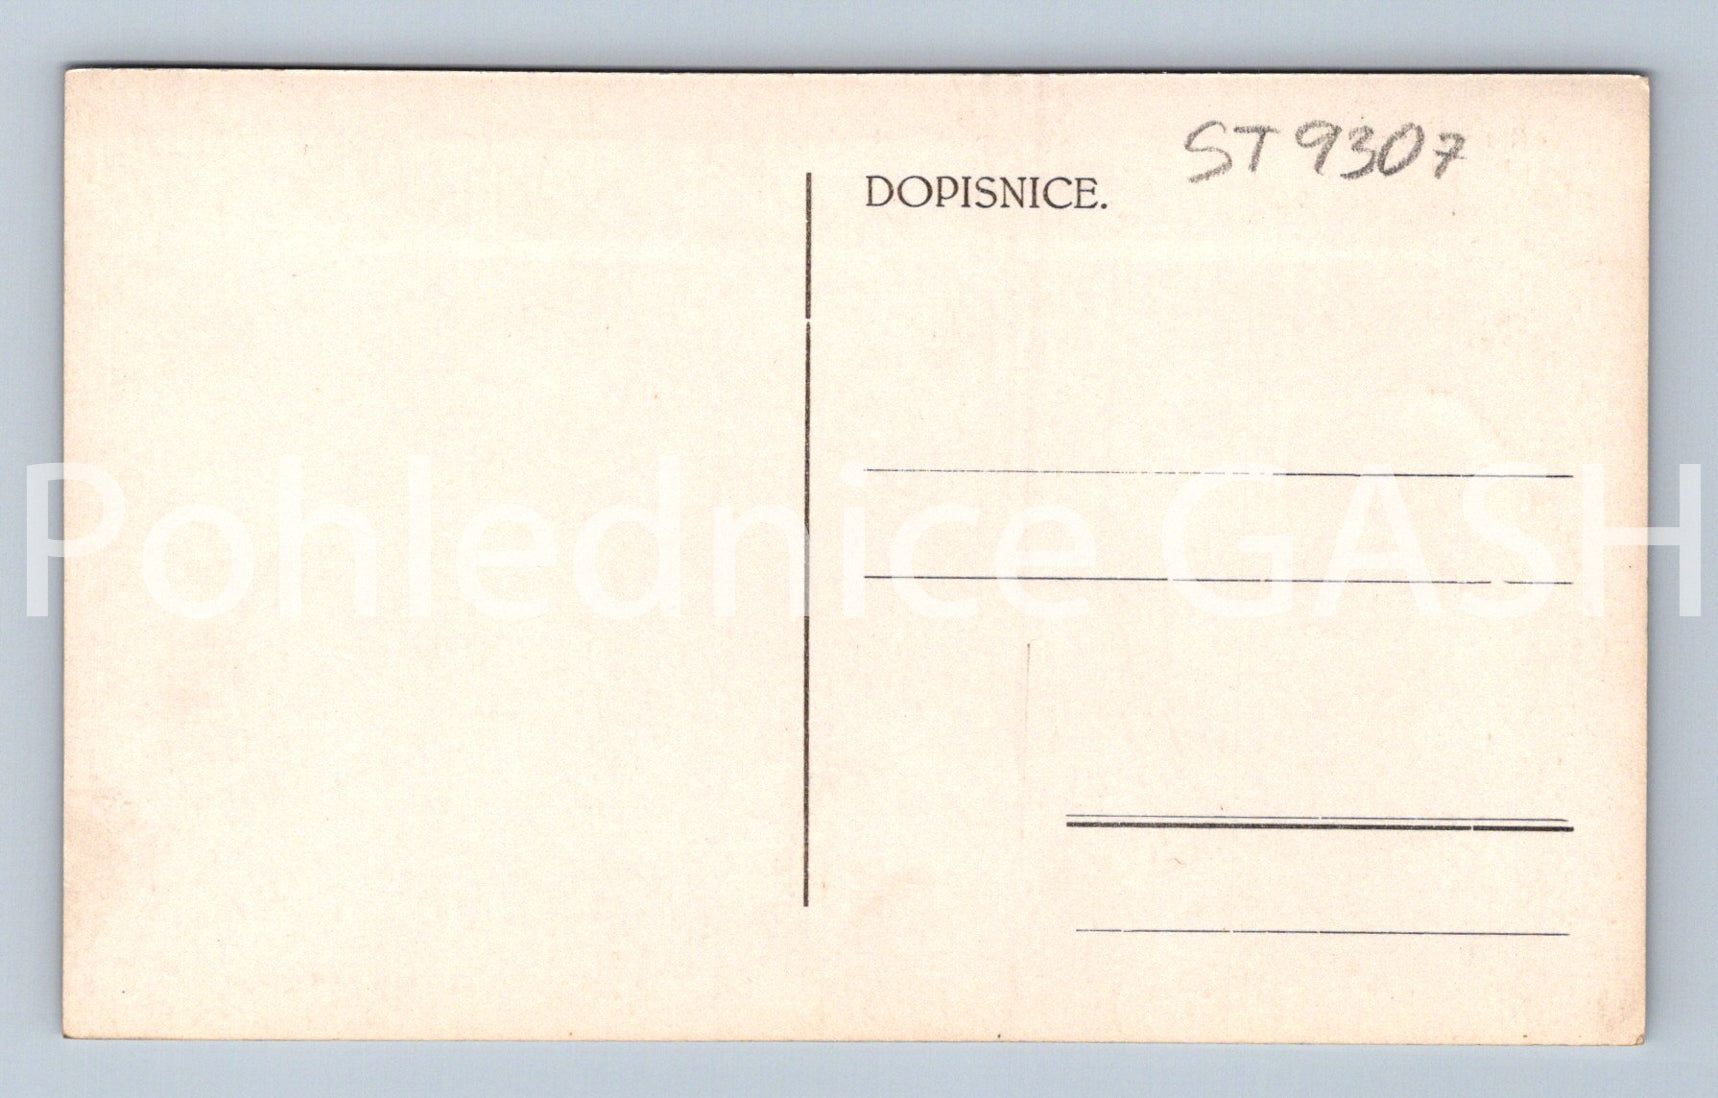 ST 9307
DOPISNICE.
Pohlednice GASH